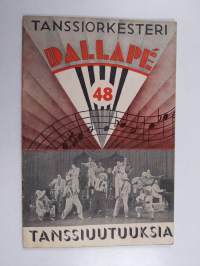 TANSSIORKESTERI
DALLAPÉ
48
TANSSIUUTUUKSIA